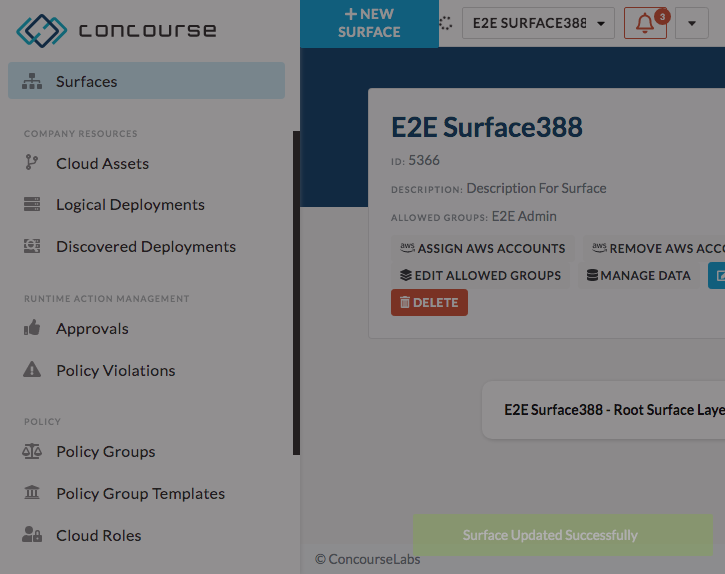 concourse
Surfaces
COMPANY RESOURCES
Cloud Assets
Logical Deployments
Discovered Deployments
RUNTIME ACTION MANAGEMENT
Approvals
Policy Violations
POLICY
Policy Groups
Policy Group Templates
Cloud Roles
NEW
SURFACE
E2E SURFACE388
3
E2E Surface388
ID: 5366
DESCRIPTION: Description For Surface
ALLOWED GROUPS: E2E Admin
aws ASSIGN AWS ACCOUNTS
aws REMOVE AWS ACCO
EDIT ALLOWED GROUPS
MANAGE DATA
DELETE
E2E Surface388 - Root Surface Laye
Surface Updated Successfully
© ConcourseLabs